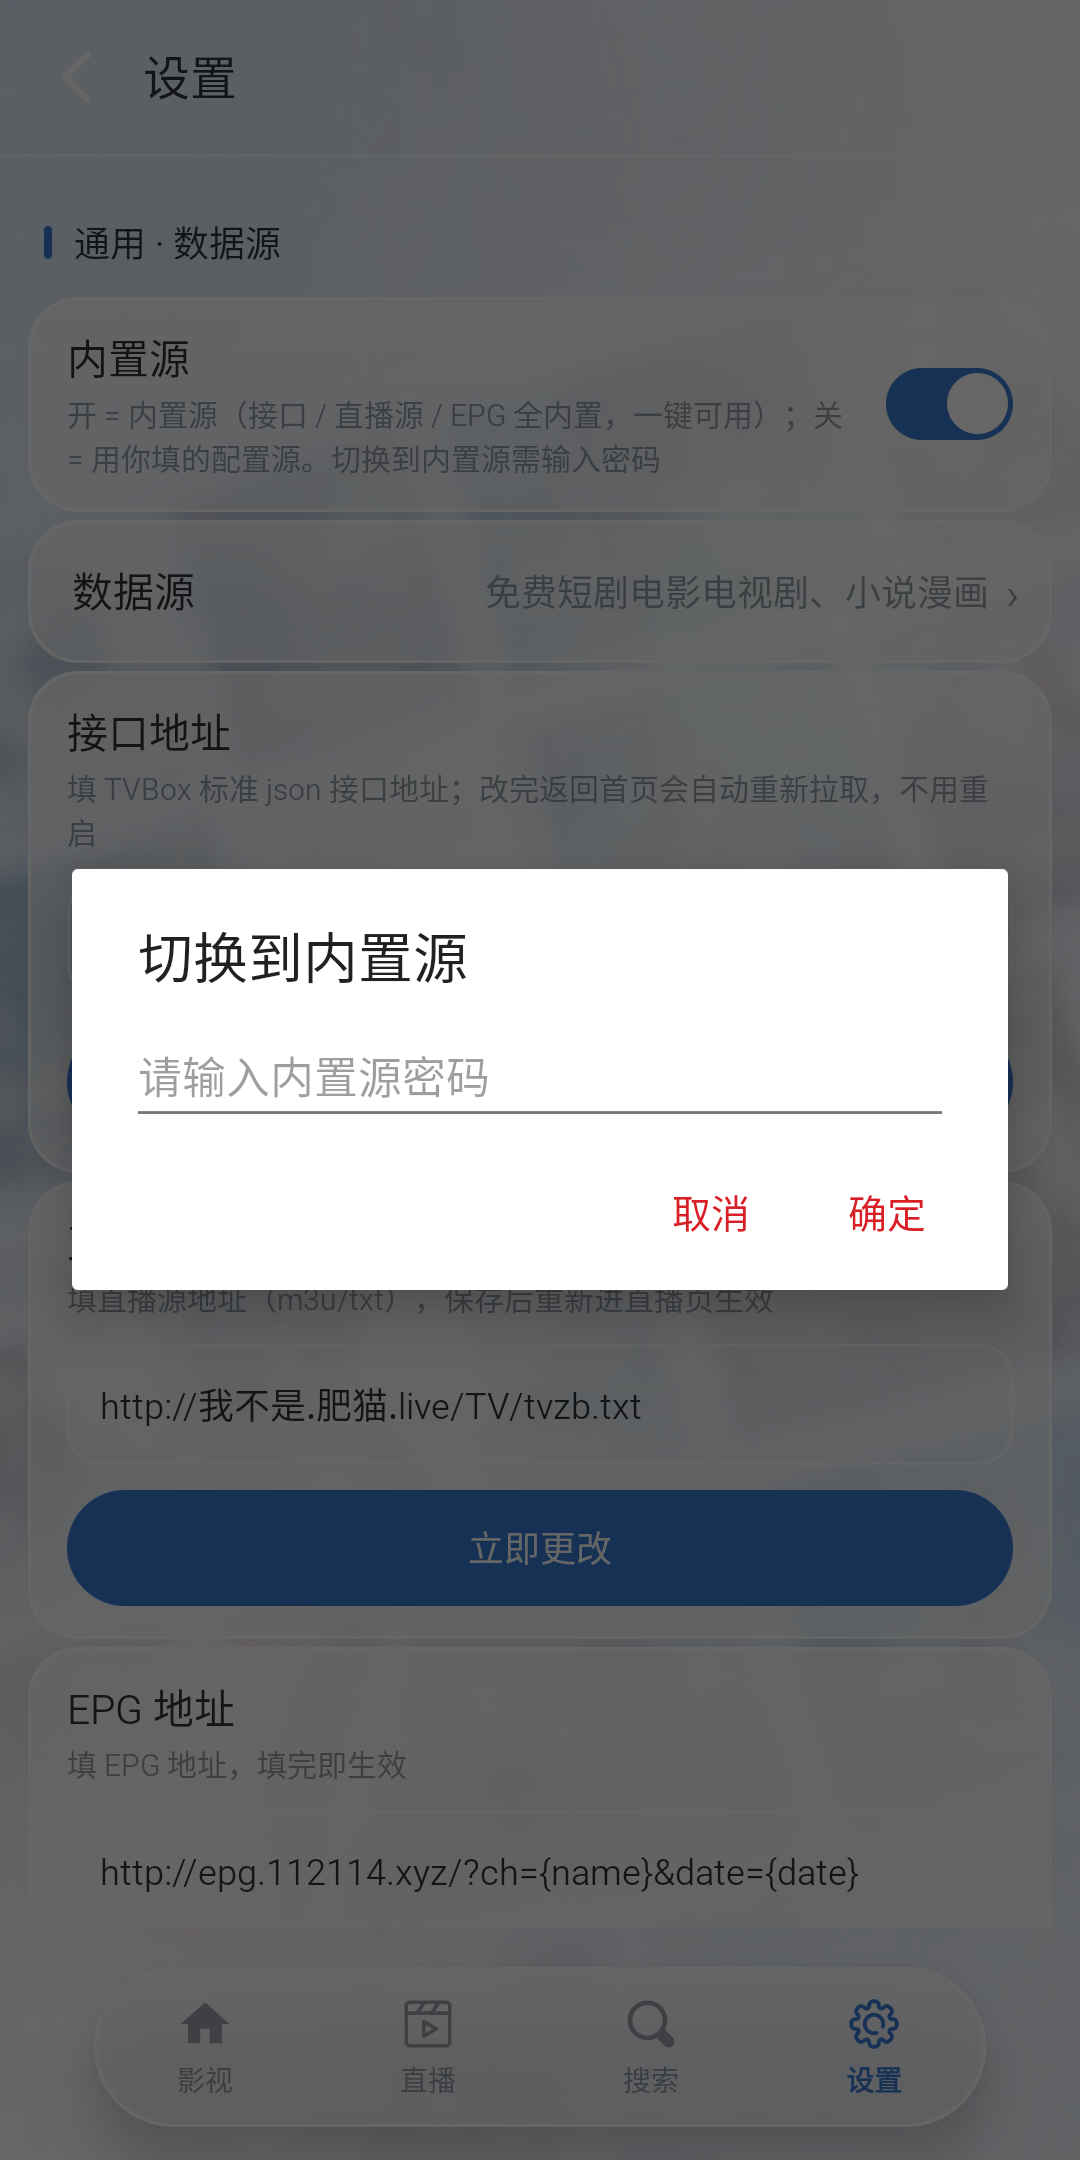 设置
通用 · 数据源
内置源
开 = 内置源（接口 / 直播源 / EPG 全内置，一键可用）；关
= 用你填的配置源。切换到内置源需输入密码
数据源
免费短剧电影电视剧、小说漫画 ›
接口地址
填 TVBox 标准 json 接口地址；改完返回首页会自动重新拉取，不用重
启
切换到内置源
请输入内置源密码
取消
确定
填直播源地址（m3u/txt），保存后重新进直播页生效
http://我不是.肥猫.live/TV/tvzb.txt
立即更改
EPG 地址
填 EPG 地址，填完即生效
http://epg.112114.xyz/?ch={name}&date={date}
影视
直播
搜索
设置